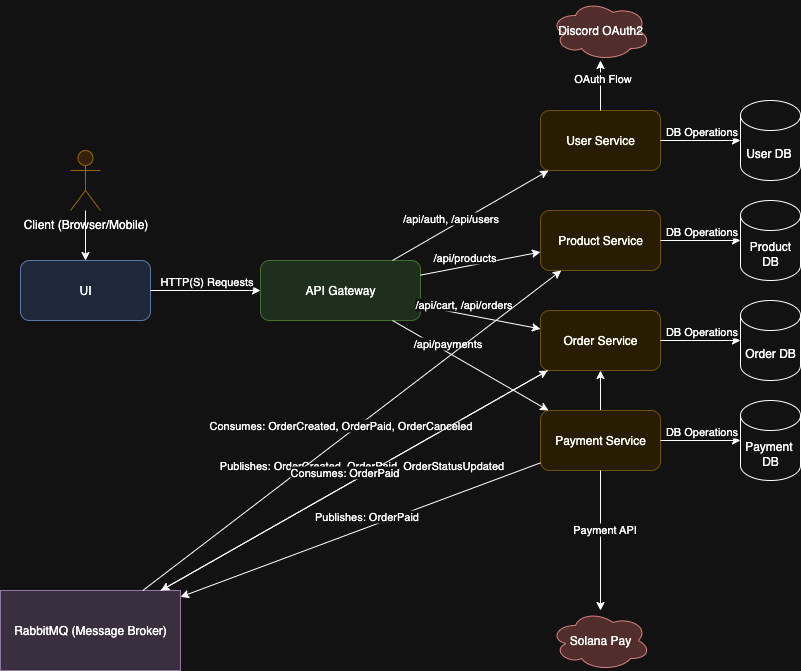 Discord OAuth2
OAuth Flow
User Service
DB Operations
User DB
Client (Browser/Mobile)
/api/auth, /api/users
Product Service
DB Operations
Product
DB
/api/products
UI
HTTP(S) Requests
API Gateway
/api/cart, /api/orders
Order Service
DB Operations
Order DB
/api/payments
Consumes: OrderCreated, OrderPaid, OrderCanceled
Payment Service
DB Operations
Payment
DB
Publishes: OrderCreated, OrderPaid, OrderStatusUpdated
Consumes: OrderPaid
Publishes: OrderPaid
Payment API
RabbitMQ (Message Broker)
Solana Pay